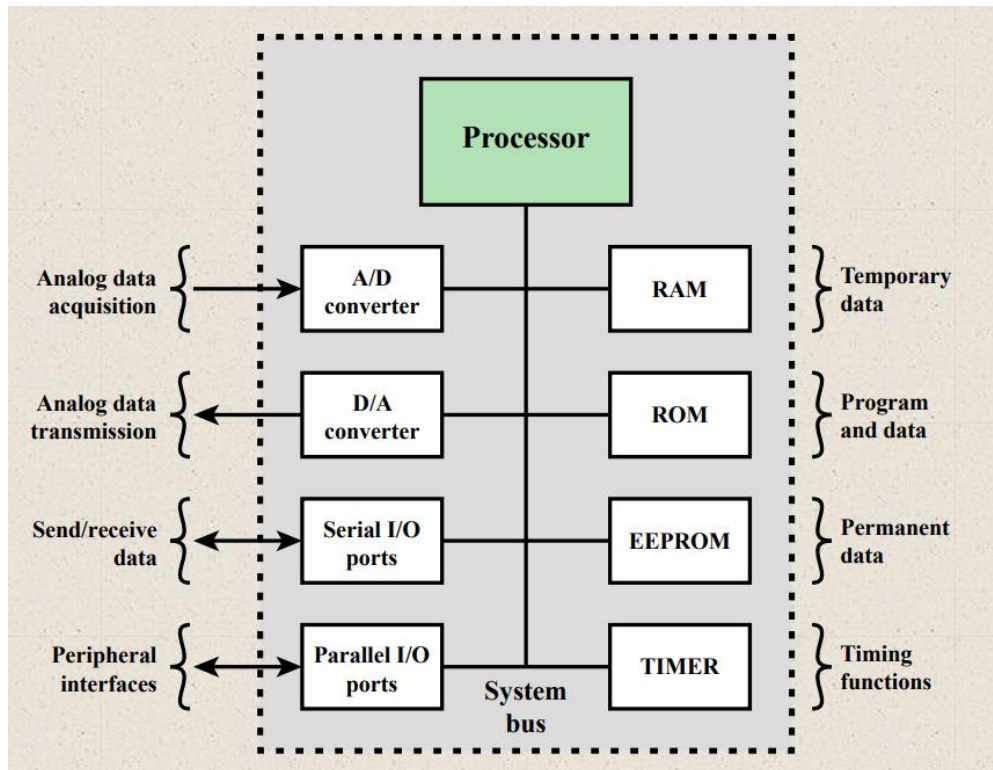 Processor
Analog data
acquisition
A/D
converter
RAM
Temporary
data
Analog data
transmission
D/A
converter
ROM
Program
and data
Send/receive
data
Serial I/O
ports
EEPROM
Permanent
data
Peripheral
interfaces
Parallel I/O
ports
TIMER
Timing
functions
System
bus